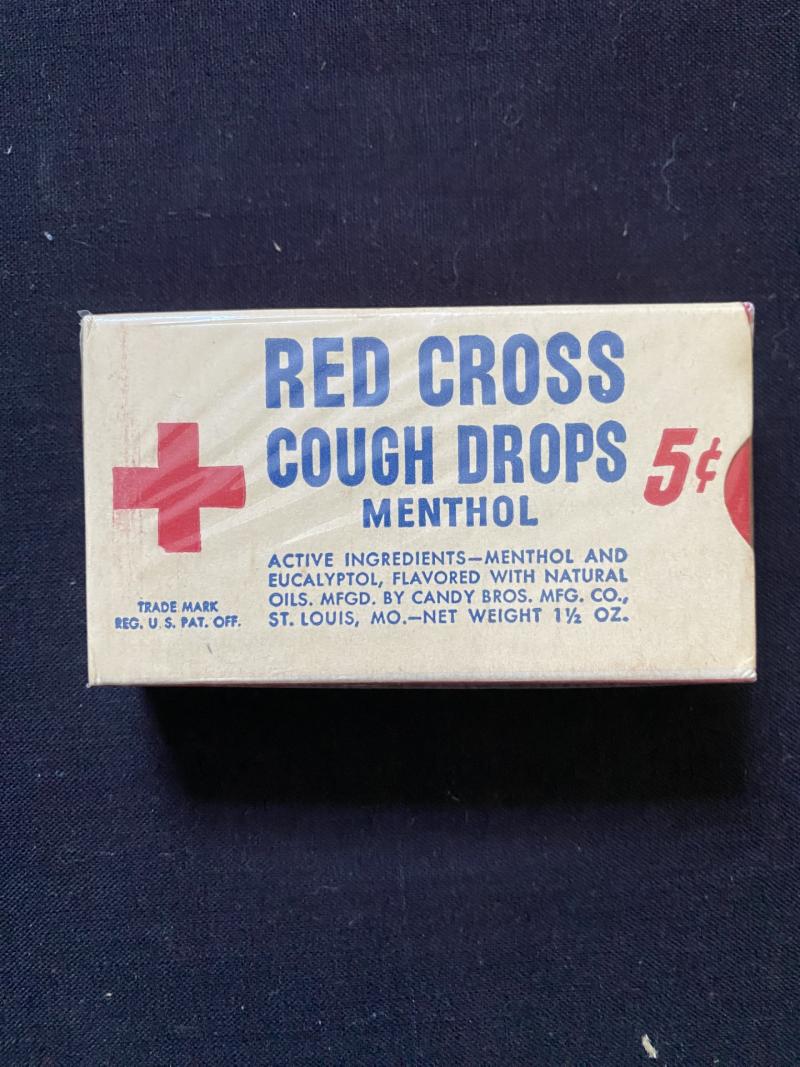 RED CROSS
COUGH DROPS
MENTHOL
5¢
ACTIVE INGREDIENTS—MENTHOL AND
EUCALYPTOL, FLAVORED WITH NATURAL
OILS. MFGD. BY CANDY BROS. MFG. CO.,
ST. LOUIS, MO.—NET WEIGHT 1½ OZ.
TRADE MARK
REG. U.S. PAT. OFF.